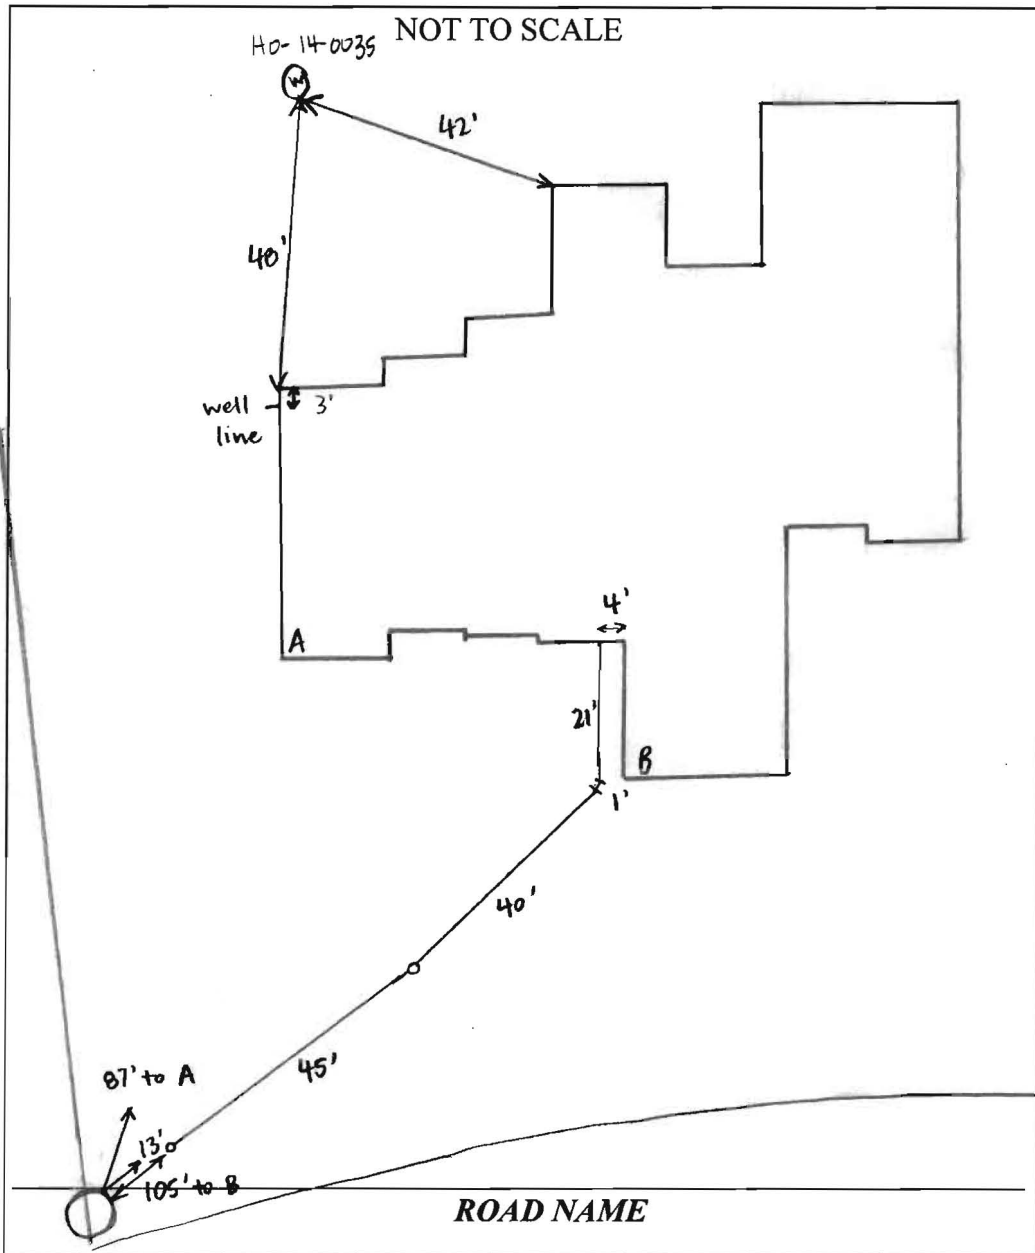 NOT TO SCALE
HO-14-0035
W
42'
48'
well
line
3'
4'
A
21'
B
1'
40'
45'
87' to A
13'
105' to B
ROAD NAME